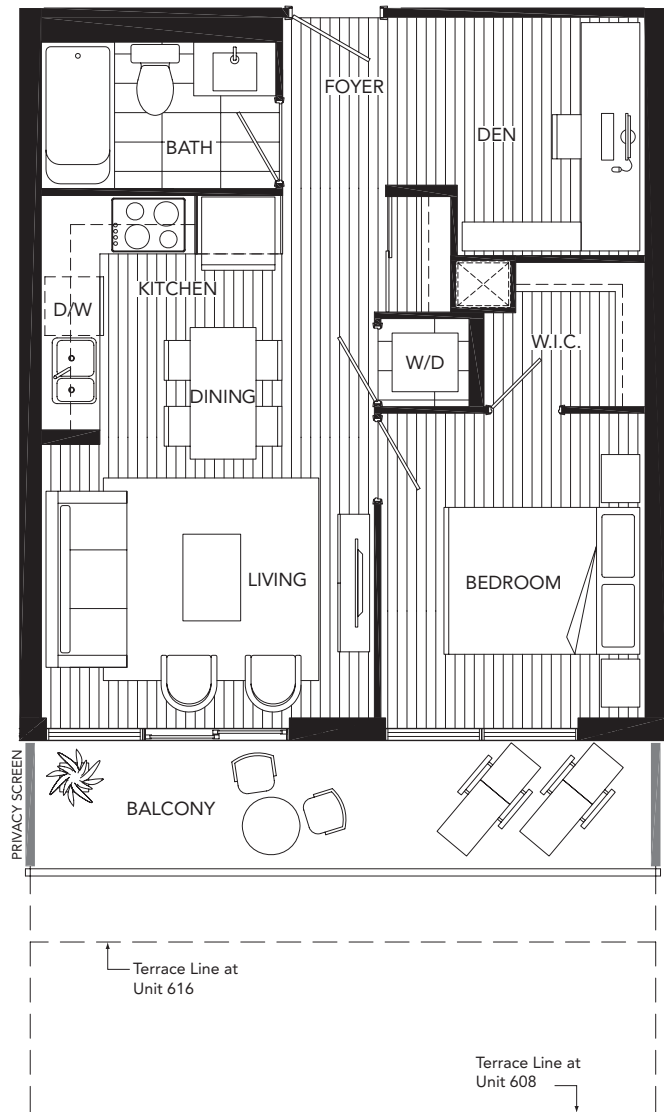 FOYER
DEN
BATH
KITCHEN
D/W
W.I.C.
W/D
DINING
LIVING
BEDROOM
PRIVACY SCREEN
BALCONY
Terrace Line at
Unit 616
Terrace Line at
Unit 608